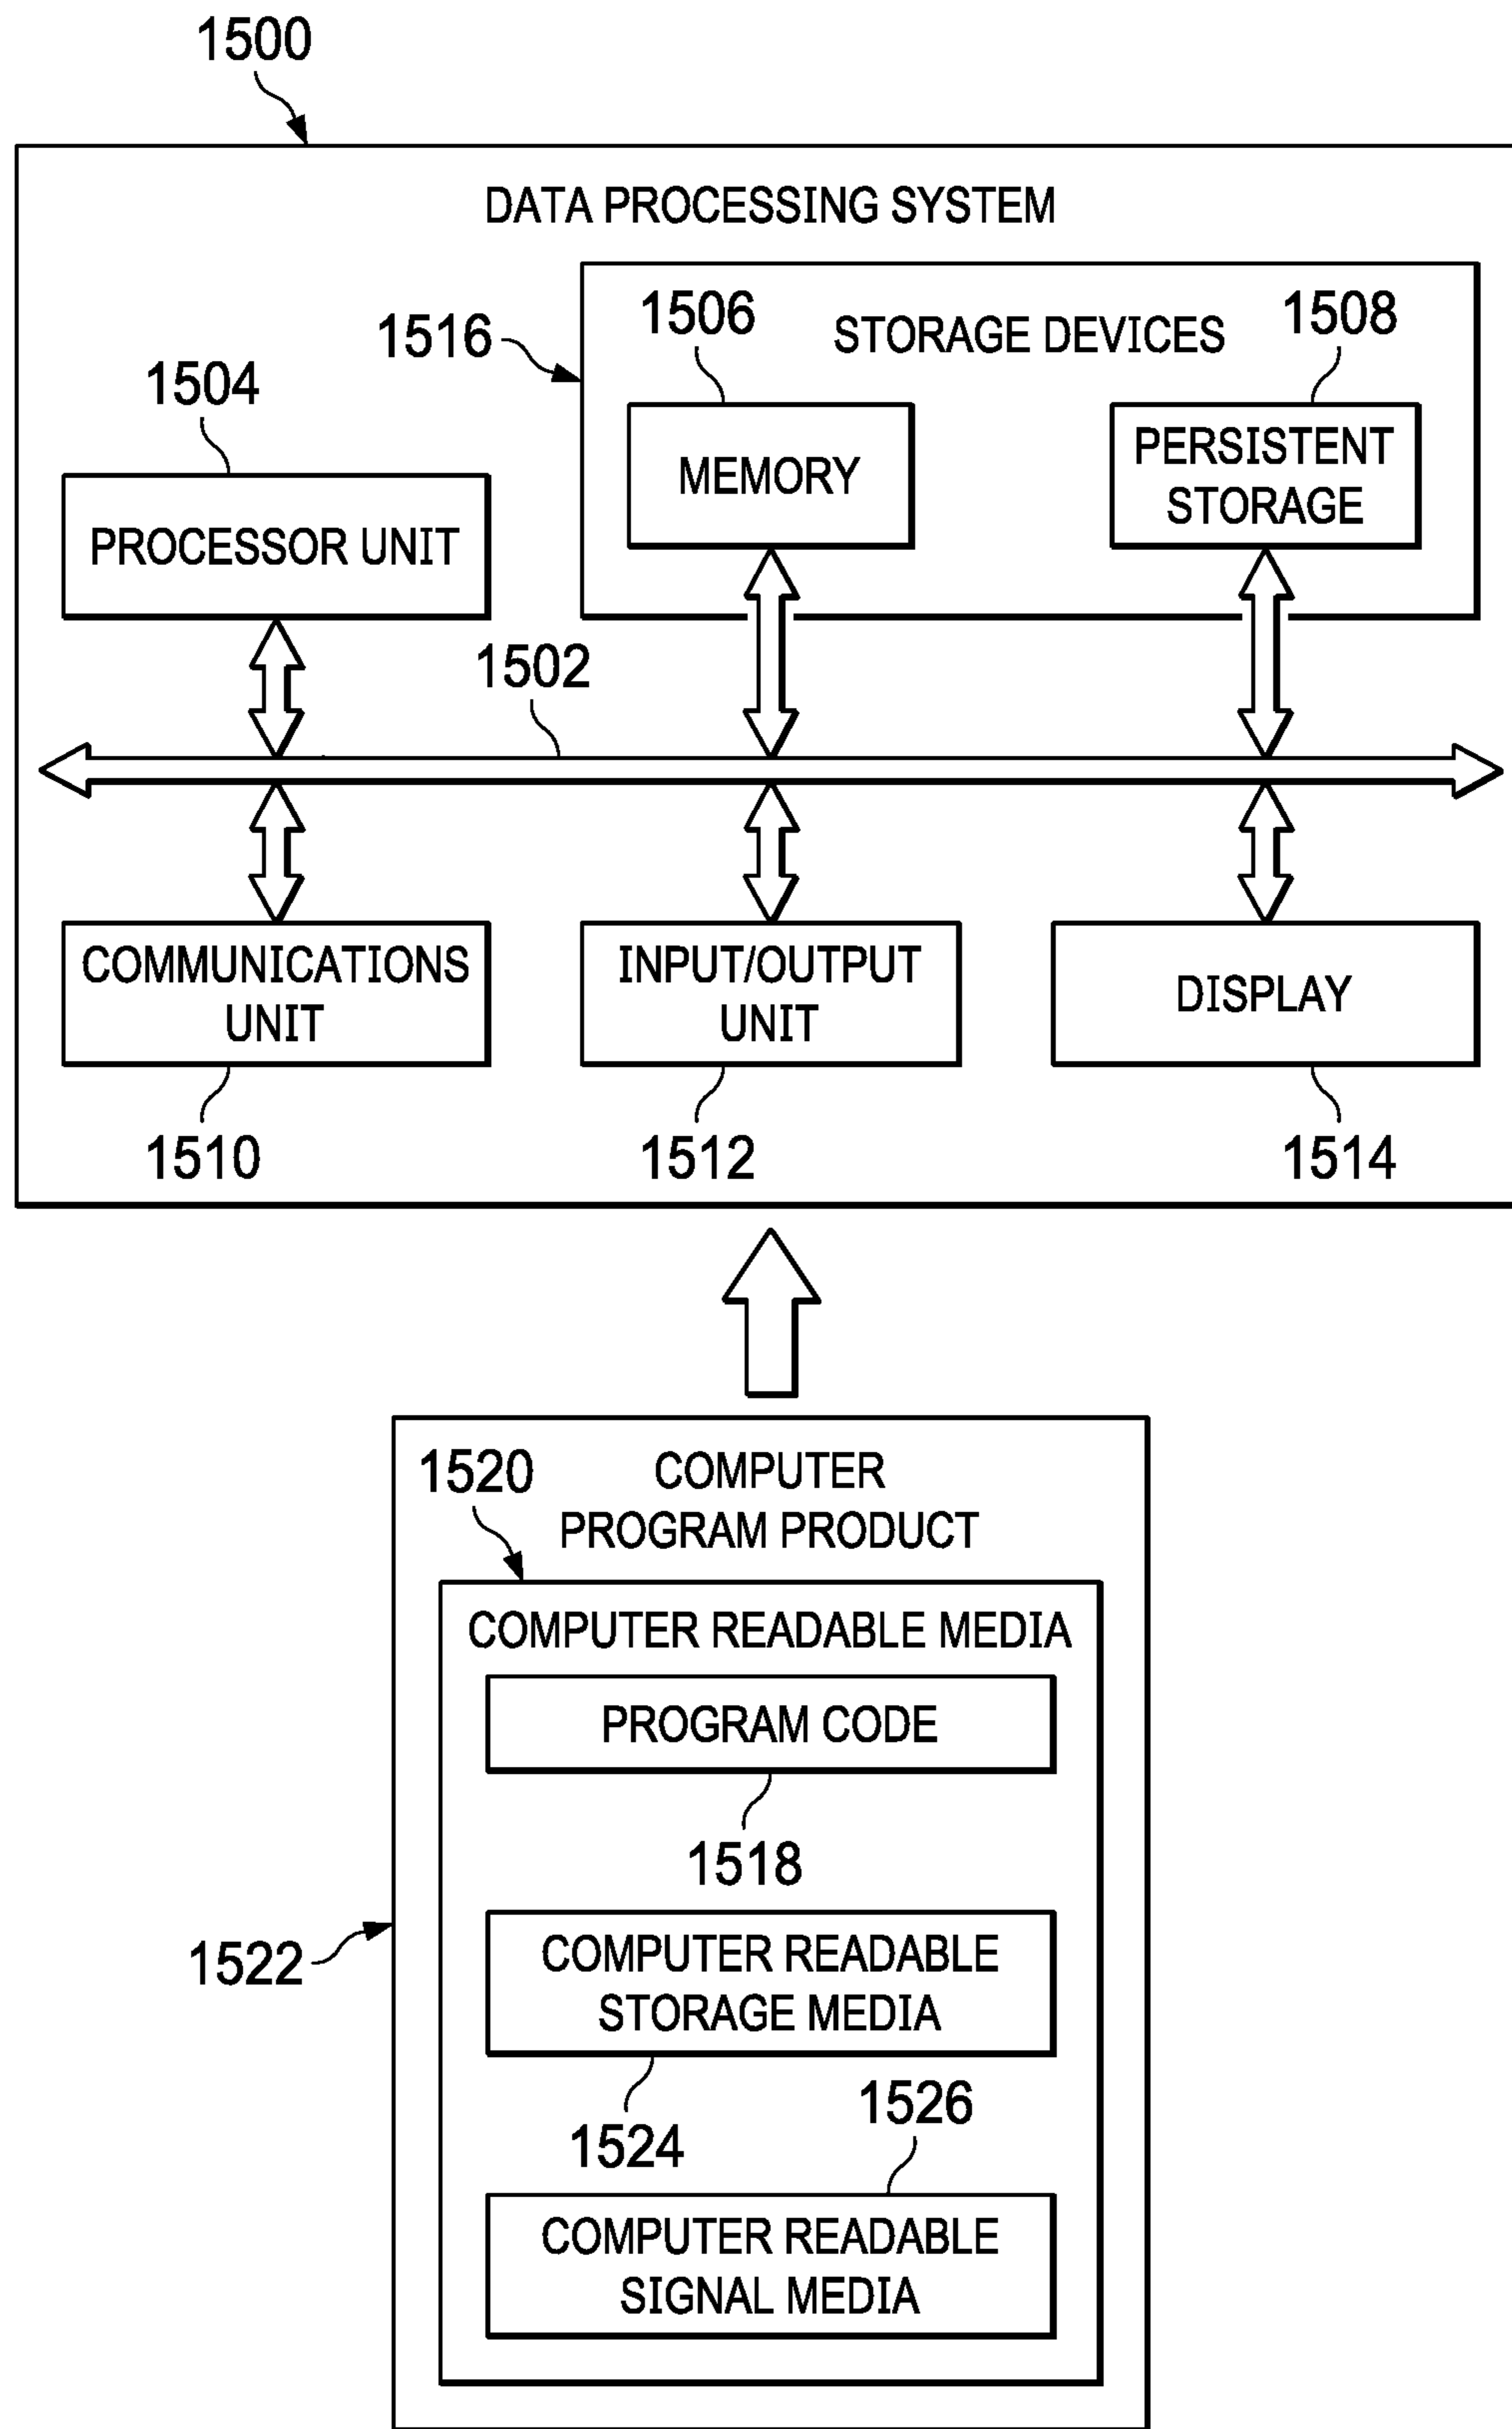 1500
DATA PROCESSING SYSTEM
1516
1506
STORAGE DEVICES
1508
1504
MEMORY
PERSISTENT
STORAGE
PROCESSOR UNIT
1502
COMMUNICATIONS
UNIT
INPUT/OUTPUT
UNIT
DISPLAY
1510
1512
1514
1520
COMPUTER
PROGRAM PRODUCT
COMPUTER READABLE MEDIA
PROGRAM CODE
1518
1522
COMPUTER READABLE
STORAGE MEDIA
1524
1526
COMPUTER READABLE
SIGNAL MEDIA